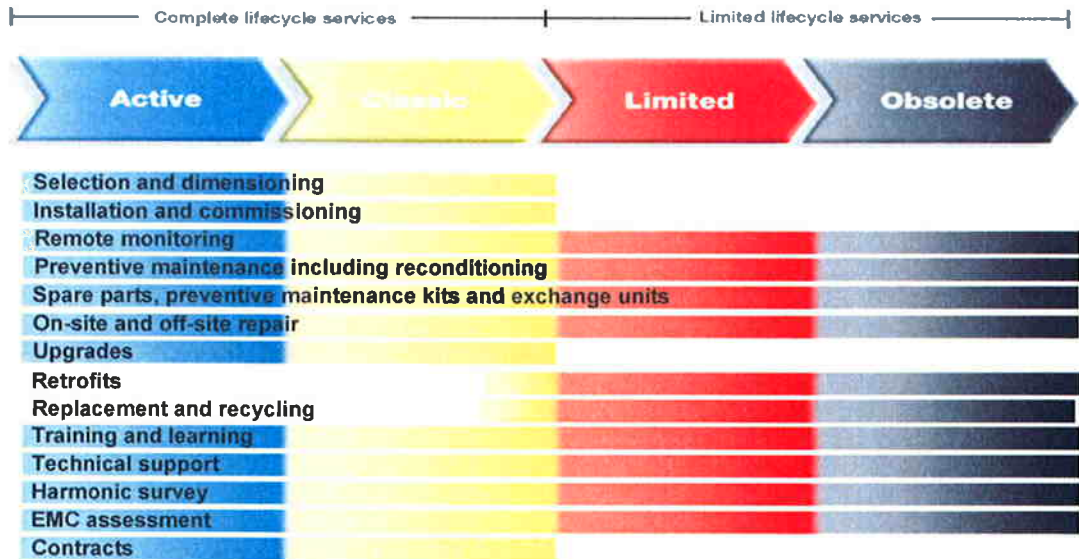 Complete lifecycle services
Limited lifecycle services
Active
Classic
Limited
Obsolete
Selection and dimensioning
Installation and commissioning
Remote monitoring
Preventive maintenance including reconditioning
Spare parts, preventive maintenance kits and exchange units
On-site and off-site repair
Upgrades
Retrofits
Replacement and recycling
Training and learning
Technical support
Harmonic survey
EMC assessment
Contracts